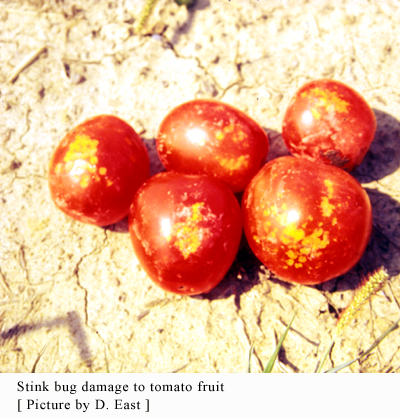 Stink bug damage to tomato fruit
[ Picture by D. East ]